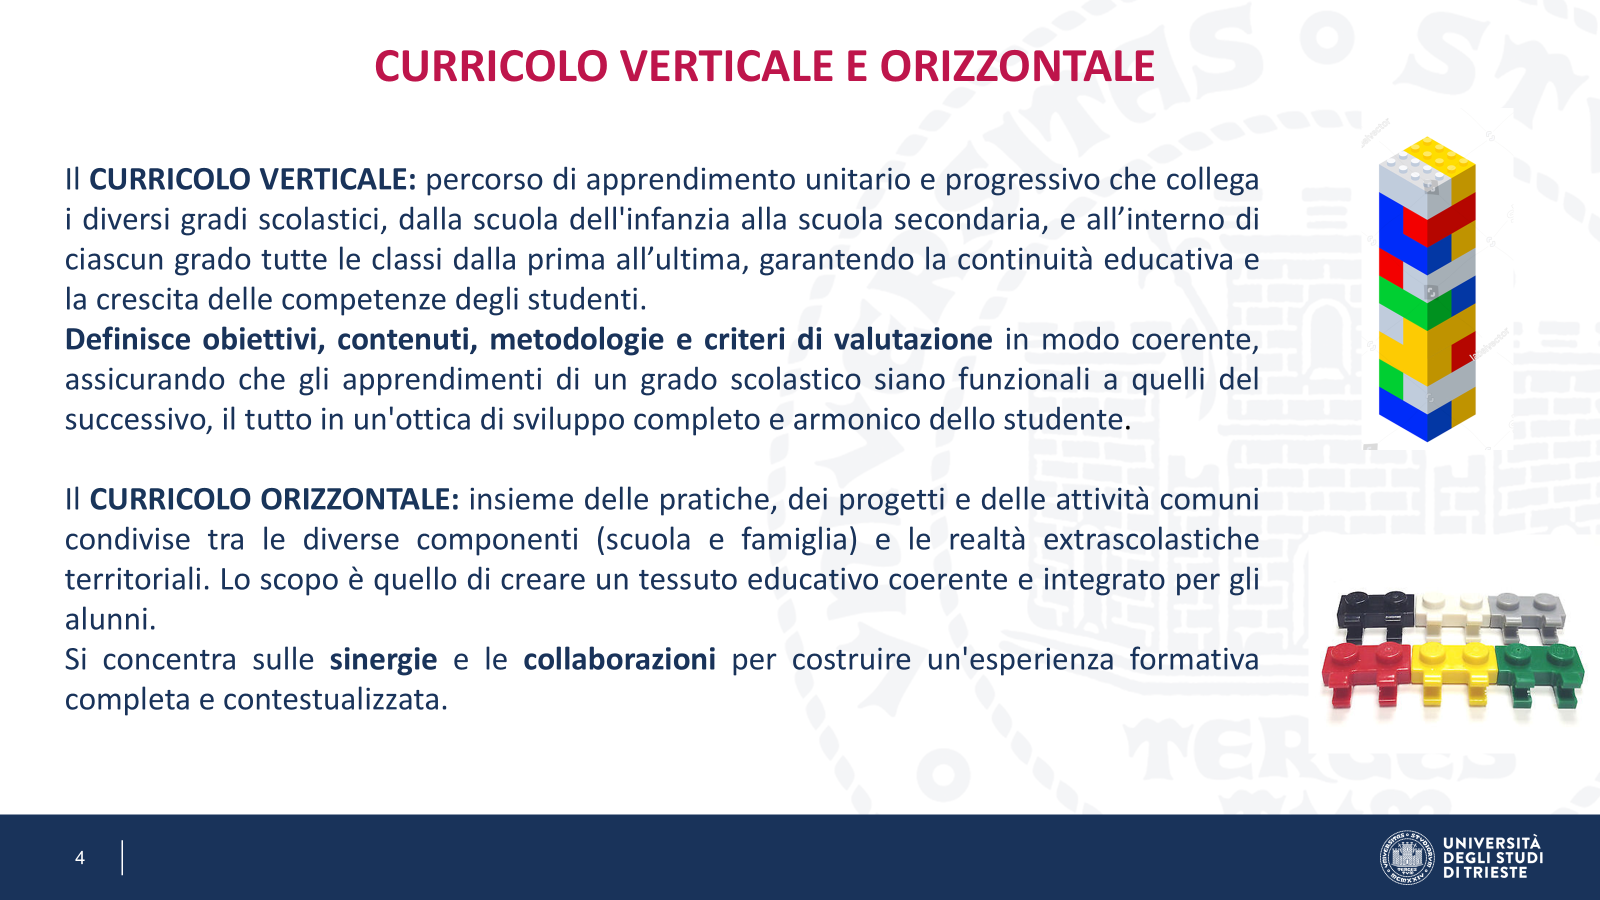 CURRICOLO VERTICALE E ORIZZONTALE
Il CURRICOLO VERTICALE: percorso di apprendimento unitario e progressivo che collega
i diversi gradi scolastici, dalla scuola dell'infanzia alla scuola secondaria, e all’interno di
ciascun grado tutte le classi dalla prima all’ultima, garantendo la continuità educativa e
la crescita delle competenze degli studenti.
Definisce obiettivi, contenuti, metodologie e criteri di valutazione in modo coerente,
assicurando che gli apprendimenti di un grado scolastico siano funzionali a quelli del
successivo, il tutto in un'ottica di sviluppo completo e armonico dello studente.
Il CURRICOLO ORIZZONTALE: insieme delle pratiche, dei progetti e delle attività comuni
condivise tra le diverse componenti (scuola e famiglia) e le realtà extrascolastiche
territoriali. Lo scopo è quello di creare un tessuto educativo coerente e integrato per gli
alunni.
Si concentra sulle sinergie e le collaborazioni per costruire un'esperienza formativa
completa e contestualizzata.
4
UNIVERSITÀ
DEGLI STUDI
DI TRIESTE